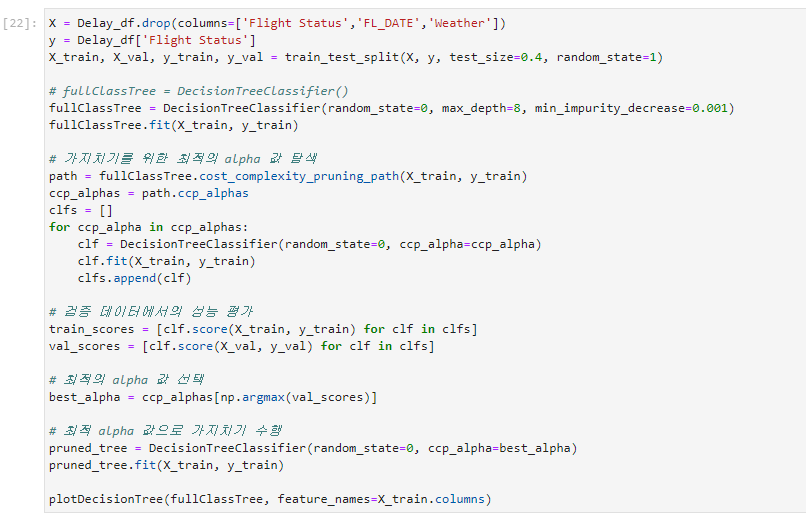 [22]: X = Delay_df.drop(columns=['Flight Status','FL_DATE','Weather'])
y = Delay_df['Flight Status']
X_train, X_val, y_train, y_val = train_test_split(X, y, test_size=0.4, random_state=1)

# fullClassTree = DecisionTreeClassifier()
fullClassTree = DecisionTreeClassifier(random_state=0, max_depth=8, min_impurity_decrease=0.001)
fullClassTree.fit(X_train, y_train)

# 가지치기를 위한 최적의 alpha 값 탐색
path = fullClassTree.cost_complexity_pruning_path(X_train, y_train)
ccp_alphas = path.ccp_alphas
clfs = []
for ccp_alpha in ccp_alphas:
    clf = DecisionTreeClassifier(random_state=0, ccp_alpha=ccp_alpha)
    clf.fit(X_train, y_train)
    clfs.append(clf)

# 검증 데이터에서의 성능 평가
train_scores = [clf.score(X_train, y_train) for clf in clfs]
val_scores = [clf.score(X_val, y_val) for clf in clfs]

# 최적의 alpha 값 선택
best_alpha = ccp_alphas[np.argmax(val_scores)]

# 최적 alpha 값으로 가지치기 수행
pruned_tree = DecisionTreeClassifier(random_state=0, ccp_alpha=best_alpha)
pruned_tree.fit(X_train, y_train)

plotDecisionTree(fullClassTree, feature_names=X_train.columns)